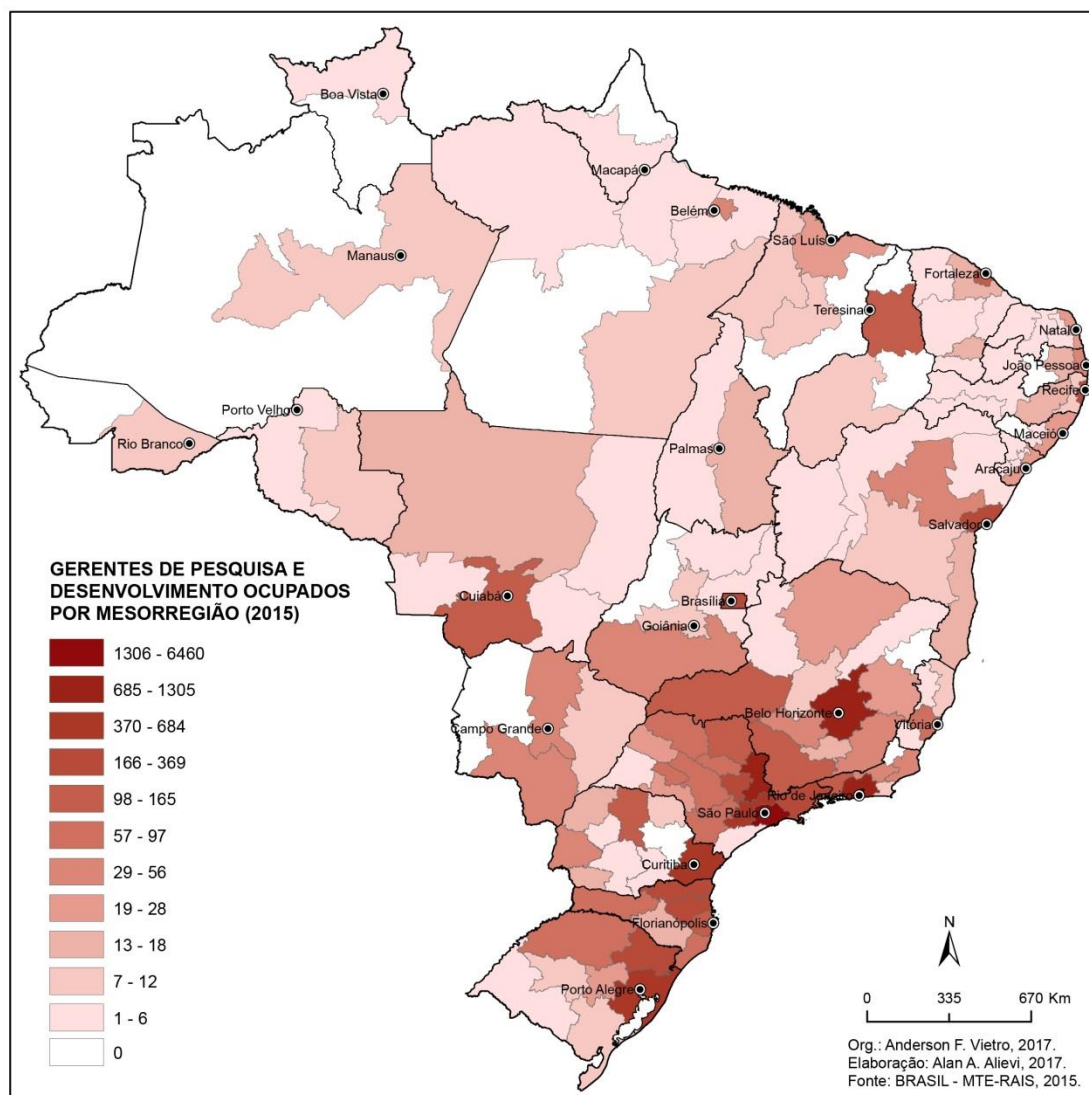 Boa Vista
Macapá
Belém
São Luís
Manaus
Fortaleza
Teresina
Natal
João Pessoa
Recife
Porto Velho
Maceió
Rio Branco
Palmas
Aracaju
Salvador
GERENTES DE PESQUISA E
DESENVOLVIMENTO OCUPADOS
POR MESORREGIÃO (2015)
Cuiabá
Brasília
Goiânia
1306 - 6460
685 - 1305
370 - 684
166 - 369
98 - 165
57 - 97
29 - 56
19 - 28
13 - 18
7 - 12
1 - 6
0
Belo Horizonte
Vitória
Campo Grande
Rio de Janeiro
São Paulo
Curitiba
Florianópolis
Porto Alegre
N
0 335 670 Km
Org.: Anderson F. Vietro, 2017.
Elaboração: Alan A. Alievi, 2017.
Fonte: BRASIL - MTE-RAIS, 2015.